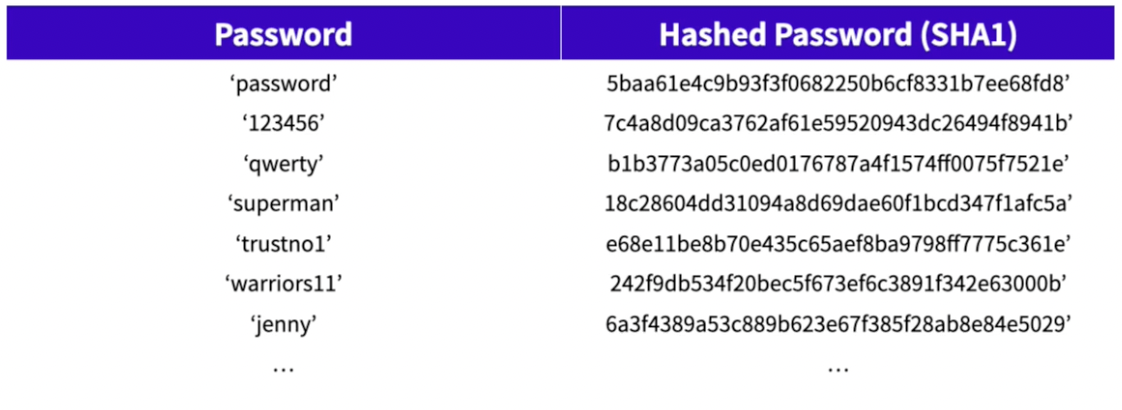 Password Hashed Password (SHA1)
‘password’ 5baa61e4c9b93f3f0682250b6cf8331b7ee68fd8’
‘123456’ 7c4a8d09ca3762af61e59520943dc26494f8941b’
‘qwerty’ b1b3773a05c0ed0176787a4f1574ff0075f7521e’
‘superman’ 18c28604dd31094a8d69dae60f1bcd347f1afc5a’
‘trustno1’ e68e11be8b70e435c65aef8ba9798ff7775c361e’
‘warriors11’ 242f9db534f20bec5f673ef6c3891f342e63000b’
‘jenny’ 6a3f4389a53c889b623e67f385f28ab8e84e5029’
… …